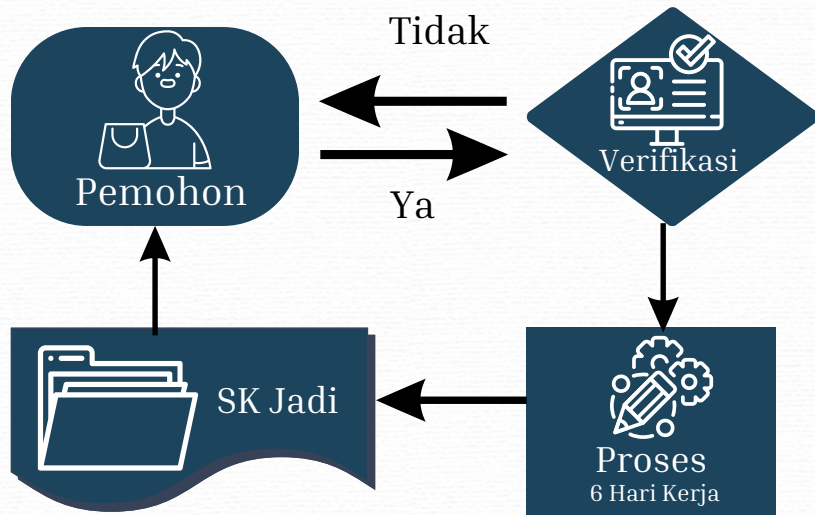 Tidak
Pemohon
Verifikasi
Ya
SK Jadi
Proses
6 Hari Kerja